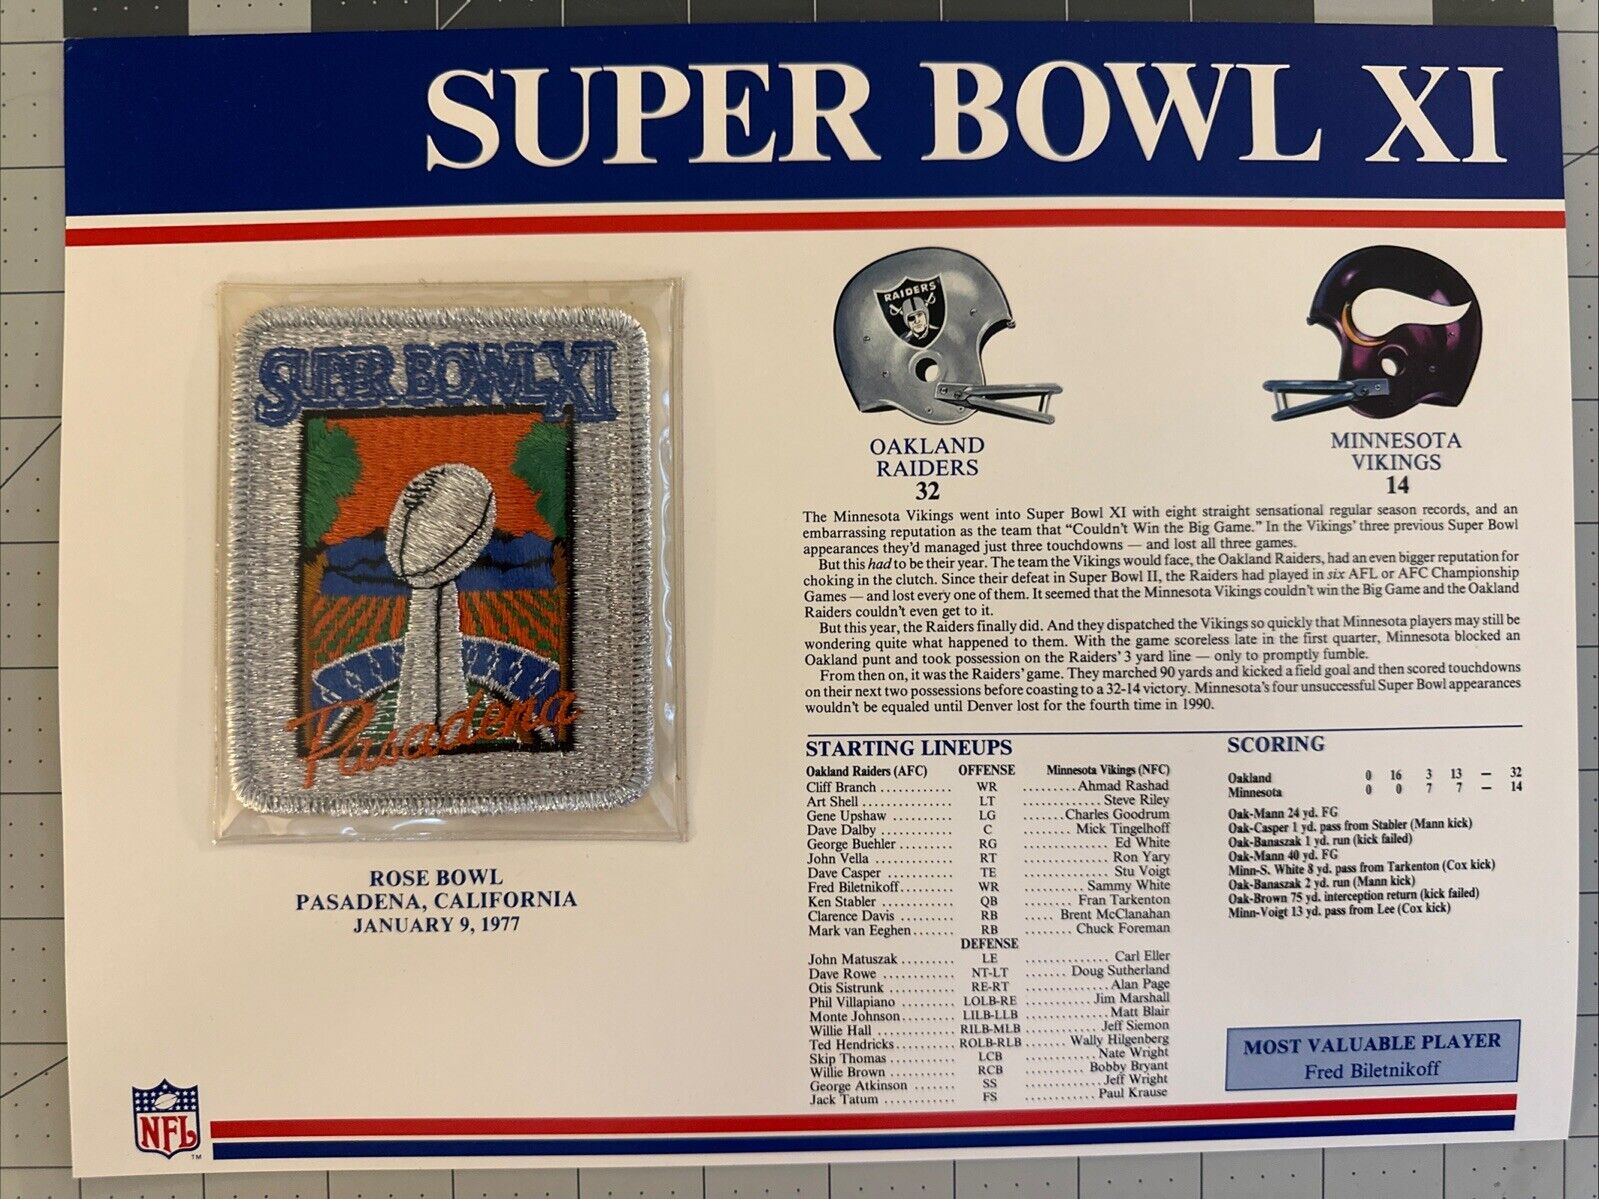 SUPER BOWL XI
SUPER BOWL XI
Pasadena
ROSE BOWL
PASADENA, CALIFORNIA
JANUARY 9, 1977
RAIDERS
OAKLAND
RAIDERS
32
MINNESOTA
VIKINGS
14
The Minnesota Vikings went into Super Bowl XI with eight straight sensational regular season records, and an
embarrassing reputation as the team that “Couldn’t Win the Big Game.” In the Vikings’ three previous Super Bowl
appearances they’d managed just three touchdowns — and lost all three games.
But this had to be their year. The team the Vikings would face, the Oakland Raiders, had an even bigger reputation for
choking in the clutch. Since their defeat in Super Bowl II, the Raiders had played in six AFL or AFC Championship
Games — and lost every one of them. It seemed that the Minnesota Vikings couldn’t win the Big Game and the Oakland
Raiders couldn’t even get to it.
But this year, the Raiders finally did. And they dispatched the Vikings so quickly that Minnesota players may still be
wondering quite what happened to them. With the game scoreless late in the first quarter, Minnesota blocked an
Oakland punt and took possession on the Raiders’ 3 yard line — only to promptly fumble.
From then on, it was the Raiders’ game. They marched 90 yards and kicked a field goal and then scored touchdowns
on their next two possessions before coasting to a 32-14 victory. Minnesota’s four unsuccessful Super Bowl appearances
wouldn’t be equaled until Denver lost for the fourth time in 1990.
STARTING LINEUPS
Oakland Raiders (AFC) OFFENSE Minnesota Vikings (NFC)
Cliff Branch ............ WR ......... Ahmad Rashad
Art Shell ............... LT ............. Steve Riley
Gene Upshaw ........... LG ....... Charles Goodrum
Dave Dalby ............. C ......... Mick Tingelhoff
George Buehler ......... RG .............. Ed White
John Vella ............. RT .............. Ron Yary
Dave Casper ............ TE .............. Stu Voigt
Fred Biletnikoff........ WR .......... Sammy White
Ken Stabler ............ QB ......... Fran Tarkenton
Clarence Davis ......... RB ..... Brent McClanahan
Mark van Eeghen....... RB ........ Chuck Foreman
DEFENSE
John Matuszak ......... LE .............. Carl Eller
Dave Rowe ............ NT-LT ....... Doug Sutherland
Otis Sistrunk ........... RE-RT ............. Alan Page
Phil Villapiano ......... LOLB-RE ........... Jim Marshall
Monte Johnson.......... LILB-LLB ............. Matt Blair
Willie Hall ............. RILB-MLB ............ Jeff Siemon
Ted Hendricks.......... ROLB-RLB ....... Wally Hilgenberg
Skip Thomas ........... LCB ............ Nate Wright
Willie Brown ........... RCB ........... Bobby Bryant
George Atkinson ....... SS ............ Jeff Wright
Jack Tatum ............ FS ............ Paul Krause
SCORING
Oakland 0 16 3 13 — 32
Minnesota 0 0 7 7 — 14
Oak-Mann 24 yd. FG
Oak-Casper 1 yd. pass from Stabler (Mann kick)
Oak-Banaszak 1 yd. run (kick failed)
Oak-Mann 40 yd. FG
Minn-S. White 8 yd. pass from Tarkenton (Cox kick)
Oak-Banaszak 2 yd. run (Mann kick)
Oak-Brown 75 yd. interception return (kick failed)
Minn-Voigt 13 yd. pass from Lee (Cox kick)
MOST VALUABLE PLAYER
Fred Biletnikoff
NFL
TM